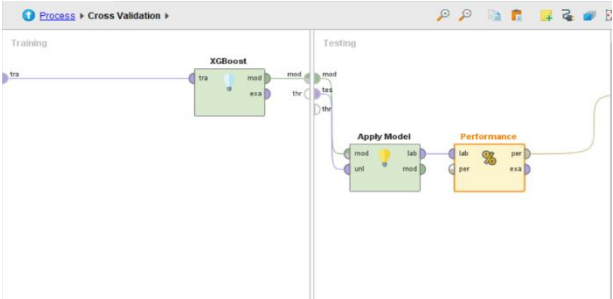 Process ▸ Cross Validation ▸
Training
Testing
tra
XGBoost
tra mod
exa
mod
thr
mod
tes
thr
Apply Model
mod lab
unl mod
Performance
lab % per
per exa